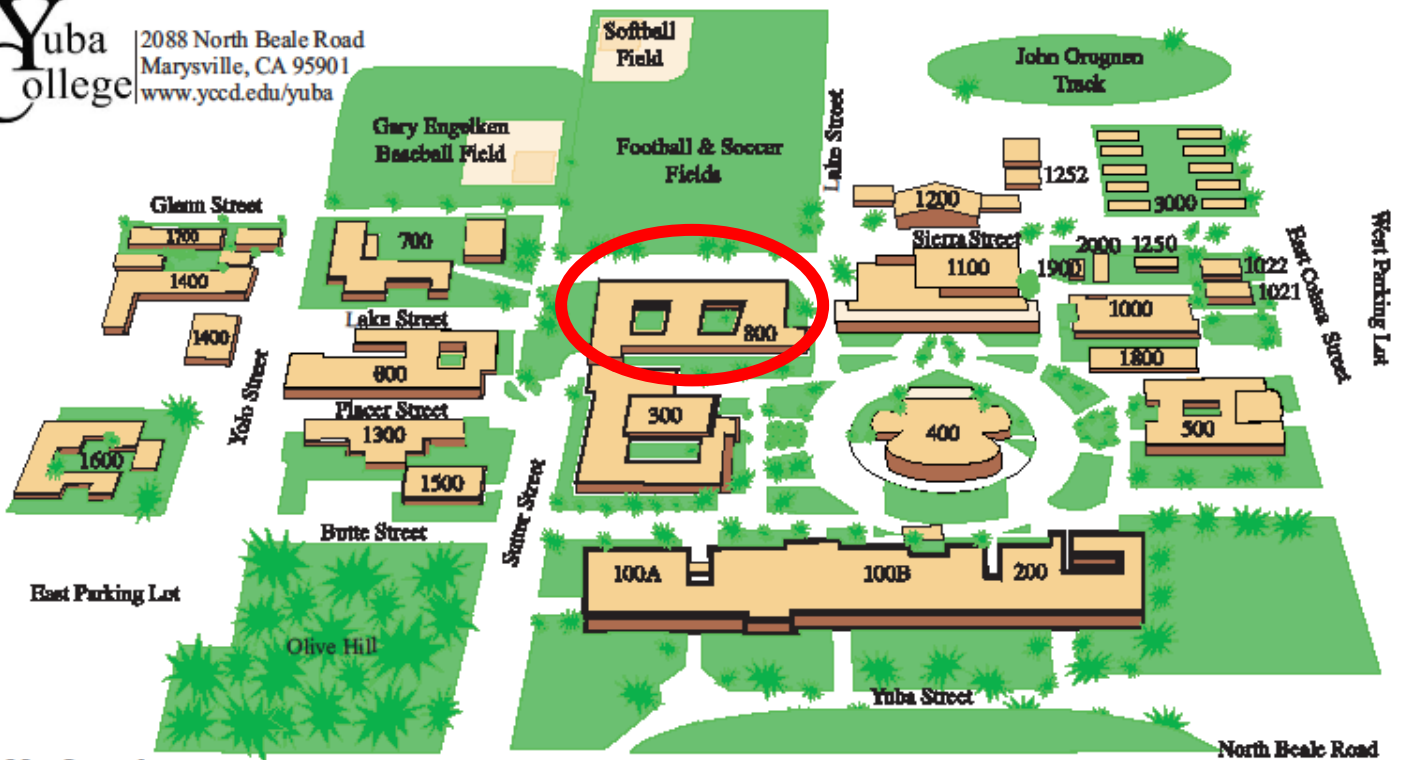 Yuba
College
2088 North Beale Road
Marysville, CA 95901
www.yccd.edu/yuba
Softball
Field
John Orognen
Track
Gary Engelken
Baseball Field
Football & Soccer
Fields
Lake Street
1252
1200
3000
Glenn Street
1700
700
Sierra Street
2000
1250
West Parking Lot
East Colusa Street
1400
1100
1900
1022
1021
Lake Street
800
1000
1400
1800
600
Yolo Street
Placer Street
300
400
500
1300
1600
1500
Sutter Street
Butte Street
100A
100B
200
East Parking Lot
Olive Hill
Yuba Street
North Beale Road